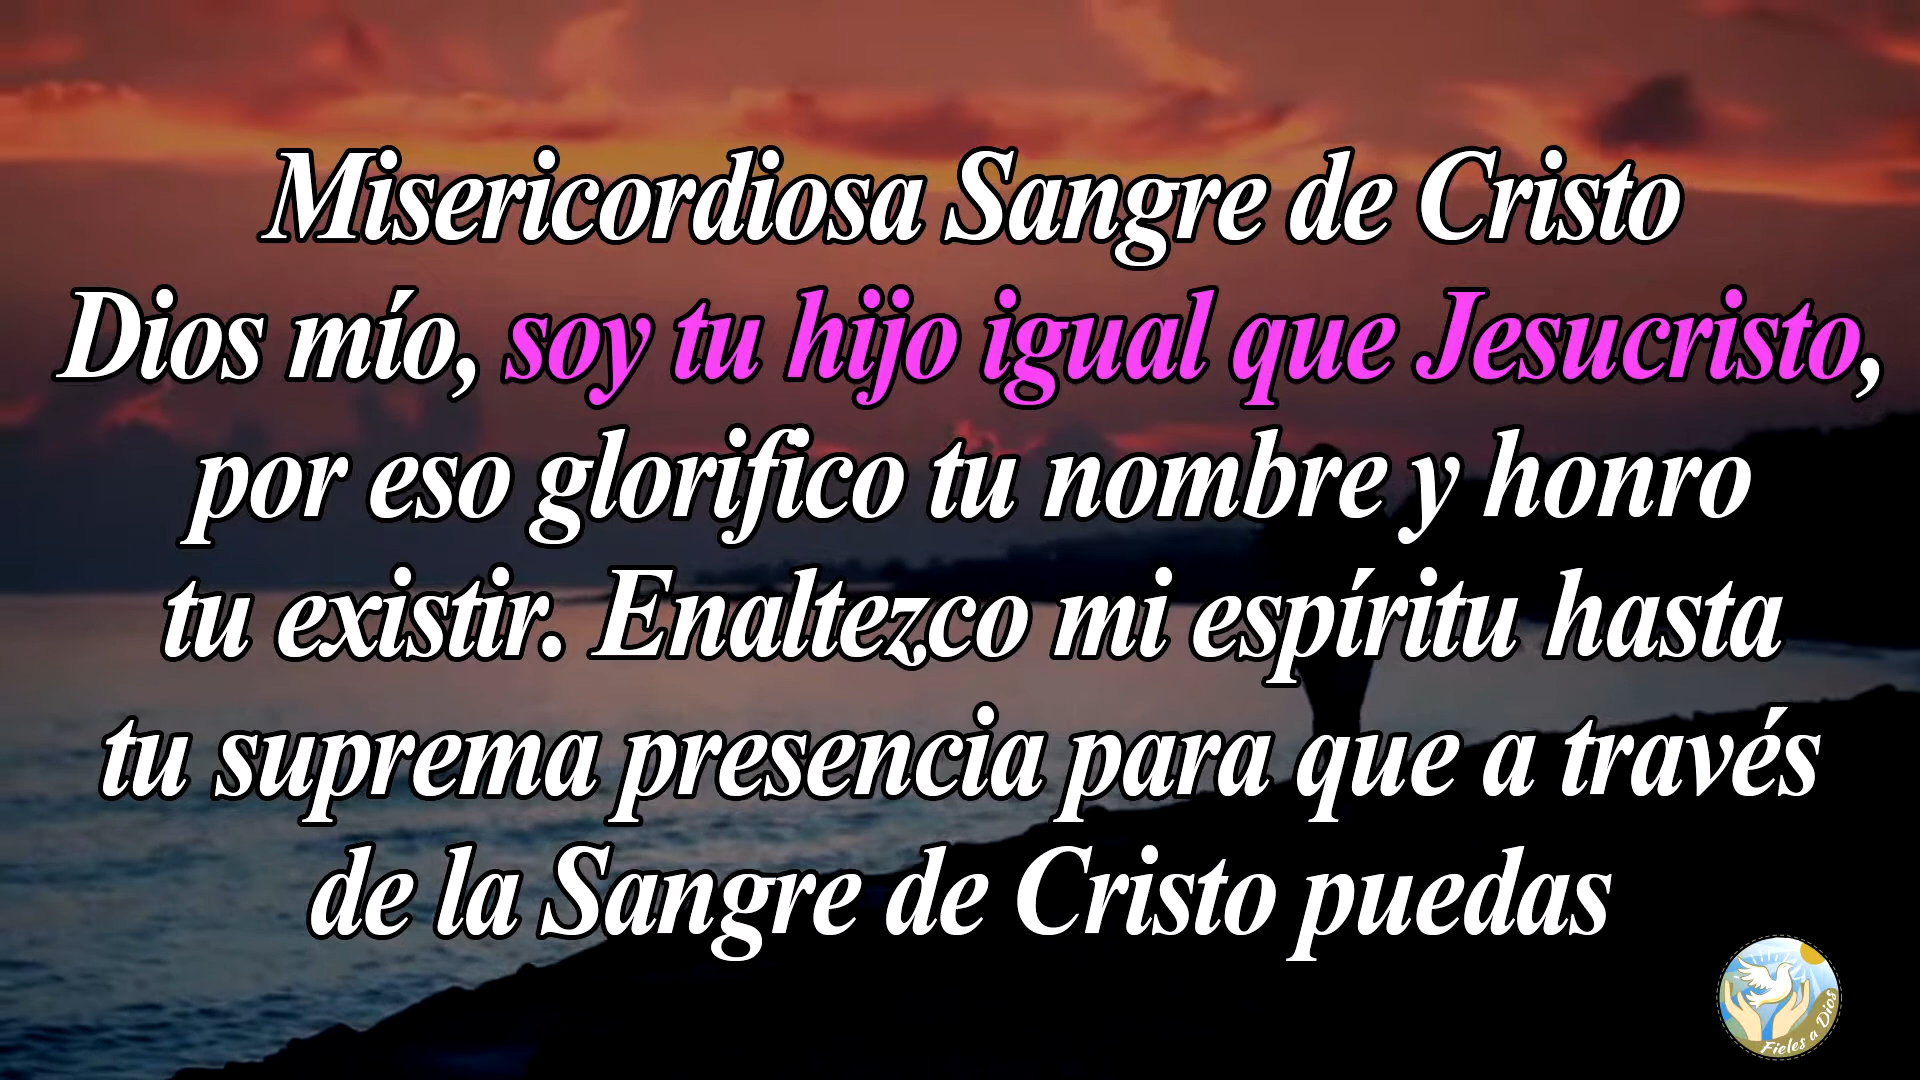 Misericordiosa Sangre de Cristo
Dios mío, soy tu hijo igual que Jesucristo,
por eso glorifico tu nombre y honro
tu existir. Enaltezco mi espíritu hasta
tu suprema presencia para que a través
de la Sangre de Cristo puedas
Fieles a Dios